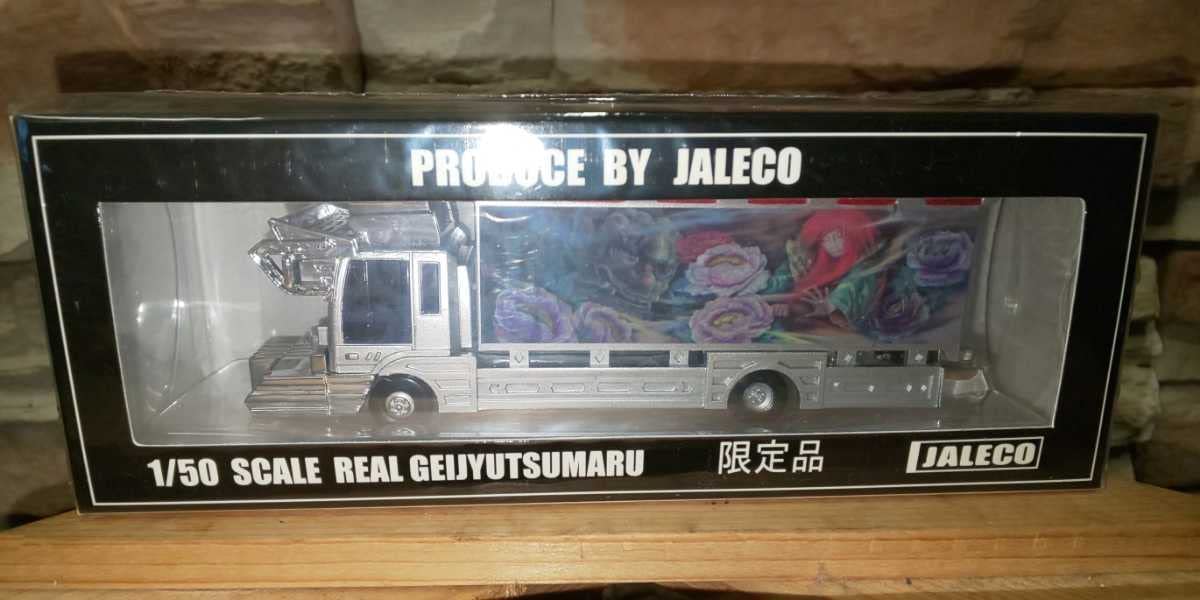 PRODUCE BY JALECO
1/50 SCALE REAL GEIJYUTSUMARU 限定品 JALECO